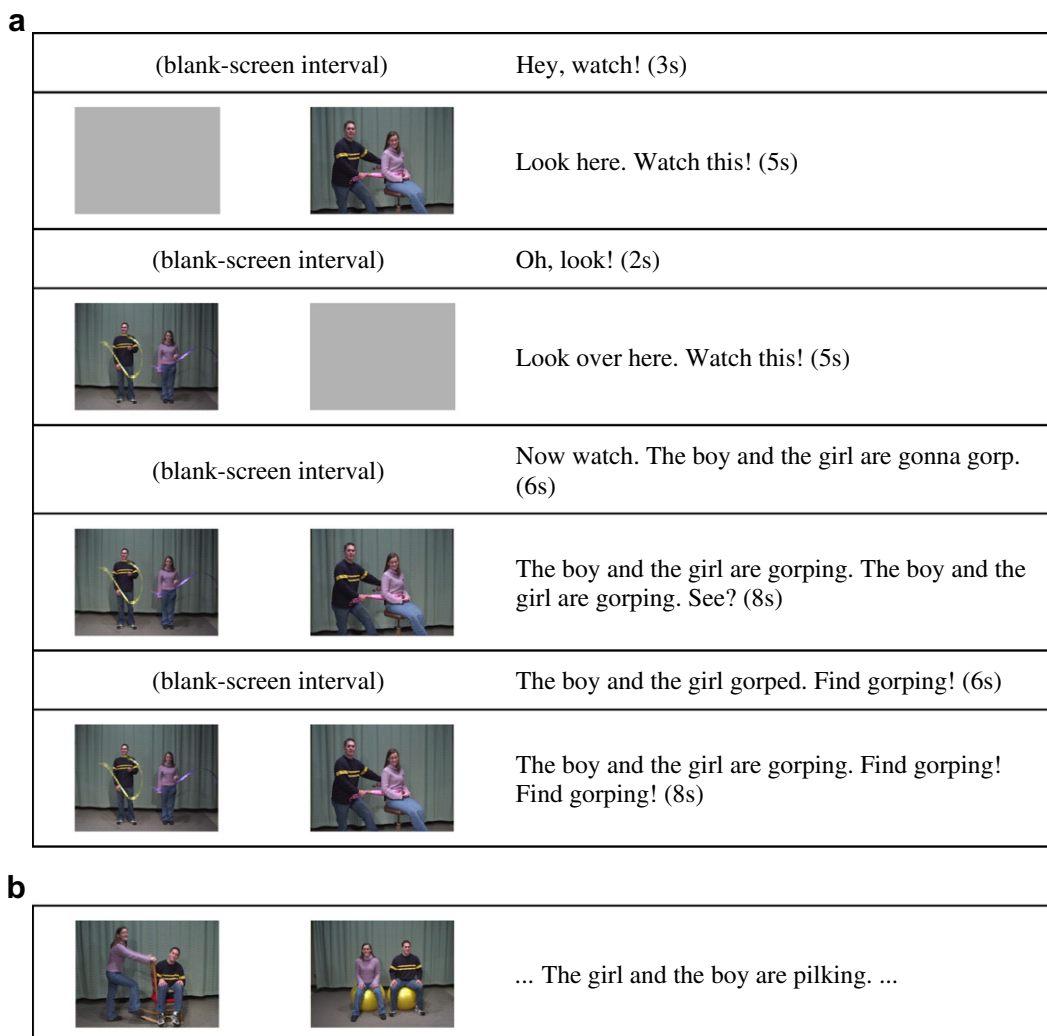 a
(blank-screen interval) Hey, watch! (3s)
Look here. Watch this! (5s)
(blank-screen interval) Oh, look! (2s)
Look over here. Watch this! (5s)
(blank-screen interval) Now watch. The boy and the girl are gonna gorp.
(6s)
The boy and the girl are gorping. The boy and the
girl are gorping. See? (8s)
(blank-screen interval) The boy and the girl gorped. Find gorping! (6s)
The boy and the girl are gorping. Find gorping!
Find gorping! (8s)
b
... The girl and the boy are pilking. ...